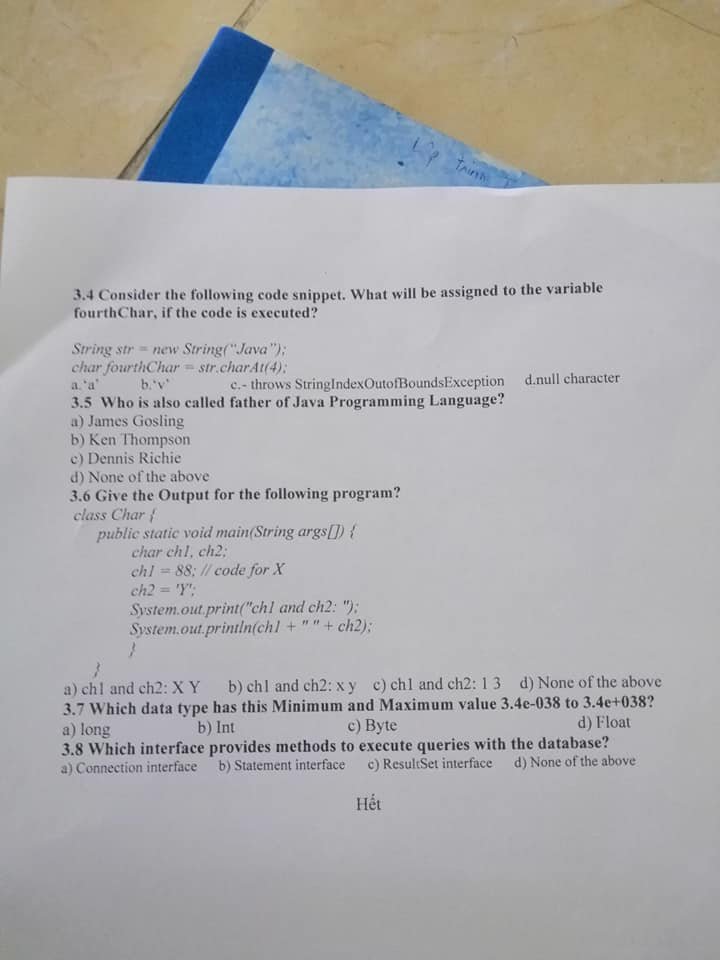 3.4 Consider the following code snippet. What will be assigned to the variable
fourthChar, if the code is executed?
String str = new String("Java");
char fourthChar = str.charAt(4);
a.'a' b.'v' c.- throws StringIndexOutofBoundsException d.null character
3.5 Who is also called father of Java Programming Language?
a) James Gosling
b) Ken Thompson
c) Dennis Richie
d) None of the above
3.6 Give the Output for the following program?
class Char {
public static void main(String args[]) {
char ch1, ch2;
ch1 = 88; // code for X
ch2 = 'Y';
System.out.print("ch1 and ch2: ");
System.out.println(ch1 + " " + ch2);
}
}
a) ch1 and ch2: X Y b) ch1 and ch2: x y c) ch1 and ch2: 1 3 d) None of the above
3.7 Which data type has this Minimum and Maximum value 3.4e-038 to 3.4e+038?
a) long b) Int c) Byte d) Float
3.8 Which interface provides methods to execute queries with the database?
a) Connection interface b) Statement interface c) ResultSet interface d) None of the above
Hết